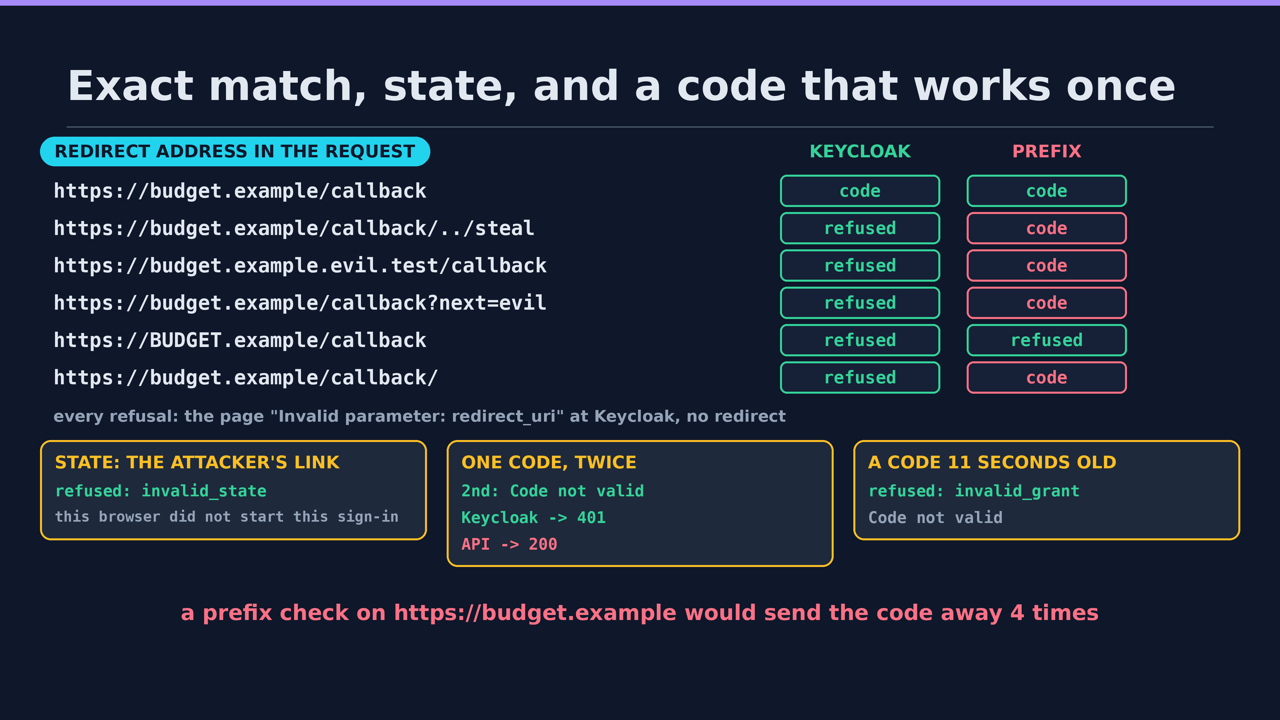 Exact match, state, and a code that works once
REDIRECT ADDRESS IN THE REQUEST KEYCLOAK PREFIX
https://budget.example/callback code code
https://budget.example/callback/../steal refused code
https://budget.example.evil.test/callback refused code
https://budget.example/callback?next=evil refused code
https://BUDGET.example/callback refused refused
https://budget.example/callback/ refused code
every refusal: the page "Invalid parameter: redirect_uri" at Keycloak, no redirect
STATE: THE ATTACKER'S LINK
refused: invalid_state
this browser did not start this sign-in
ONE CODE, TWICE
2nd: Code not valid
Keycloak -> 401
API -> 200
A CODE 11 SECONDS OLD
refused: invalid_grant
Code not valid
a prefix check on https://budget.example would send the code away 4 times